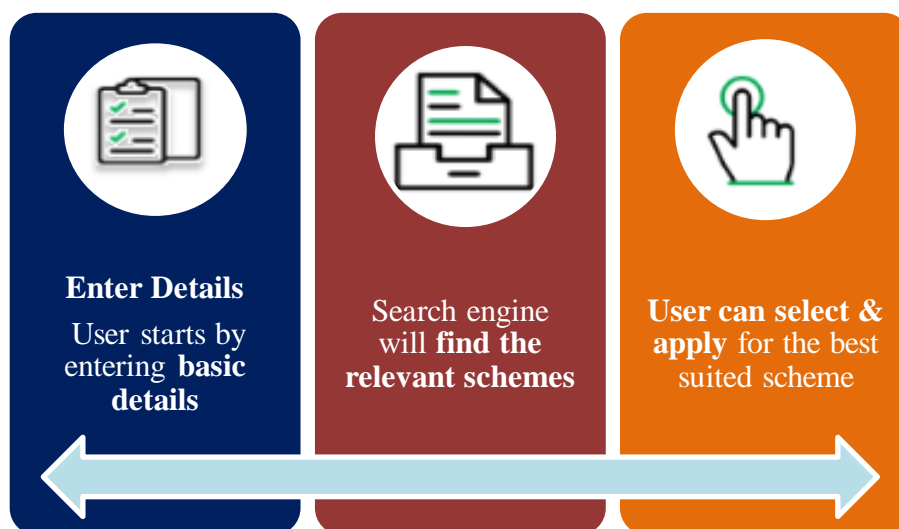 Enter Details
User starts by
entering basic
details
Search engine
will find the
relevant schemes
User can select &
apply for the best
suited scheme